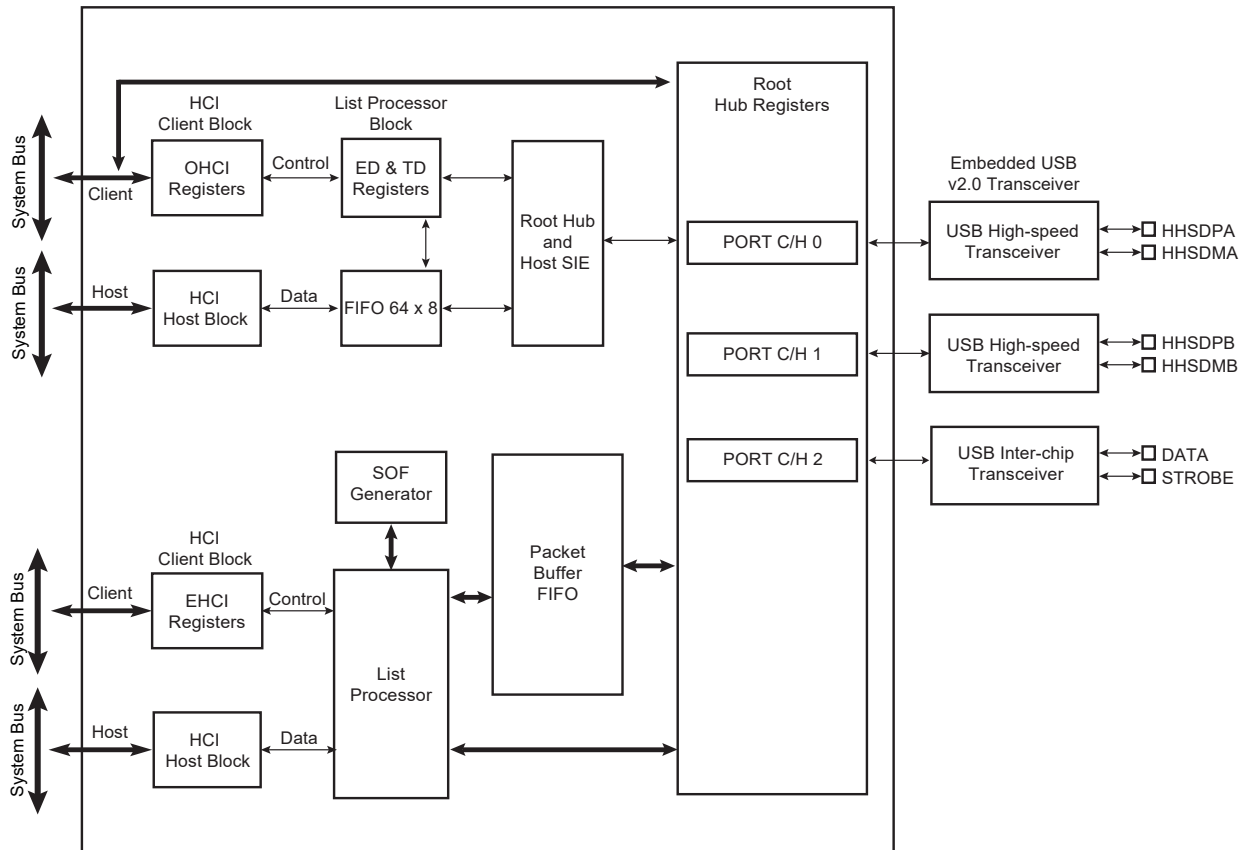 Root
Hub Registers
HCI
Client Block
List Processor
Block
System Bus
Client
OHCI
Registers
Control
ED & TD
Registers
Root Hub
and
Host SIE
Embedded USB
v2.0 Transceiver
PORT C/H 0
USB High-speed
Transceiver
HHSDPA
HHSDMA
System Bus
Host
HCI
Host Block
Data
FIFO 64 x 8
PORT C/H 1
USB High-speed
Transceiver
HHSDPB
HHSDMB
PORT C/H 2
USB Inter-chip
Transceiver
DATA
STROBE
SOF
Generator
Packet
Buffer
FIFO
HCI
Client Block
System Bus
Client
EHCI
Registers
Control
List
Processor
System Bus
Host
HCI
Host Block
Data